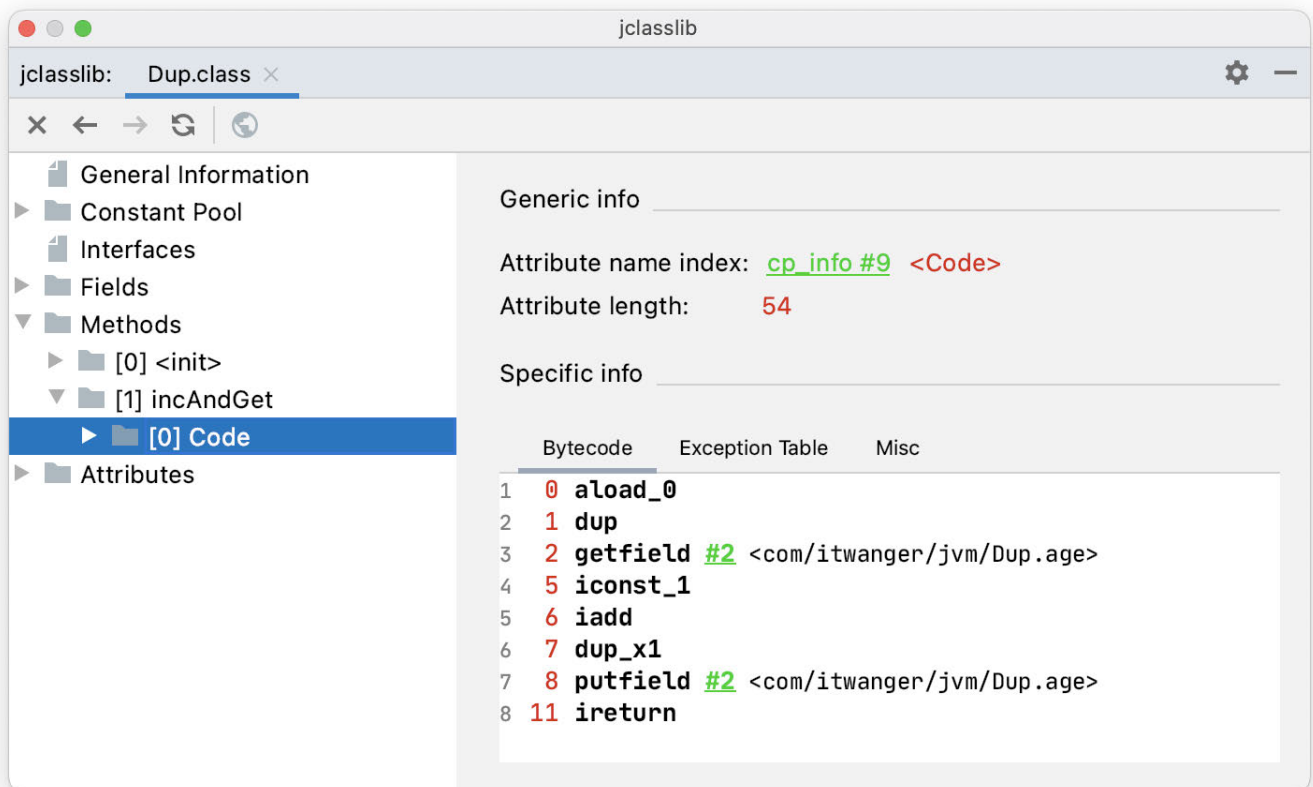 jclasslib
jclasslib: Dup.class
General Information
Constant Pool
Interfaces
Fields
Methods
[0] <init>
[1] incAndGet
[0] Code
Attributes
Generic info
Attribute name index: cp_info #9 <Code>
Attribute length: 54
Specific info
Bytecode Exception Table Misc
1 0 aload_0
2 1 dup
3 2 getfield #2 <com/itwanger/jvm/Dup.age>
4 5 iconst_1
5 6 iadd
6 7 dup_x1
7 8 putfield #2 <com/itwanger/jvm/Dup.age>
8 11 ireturn